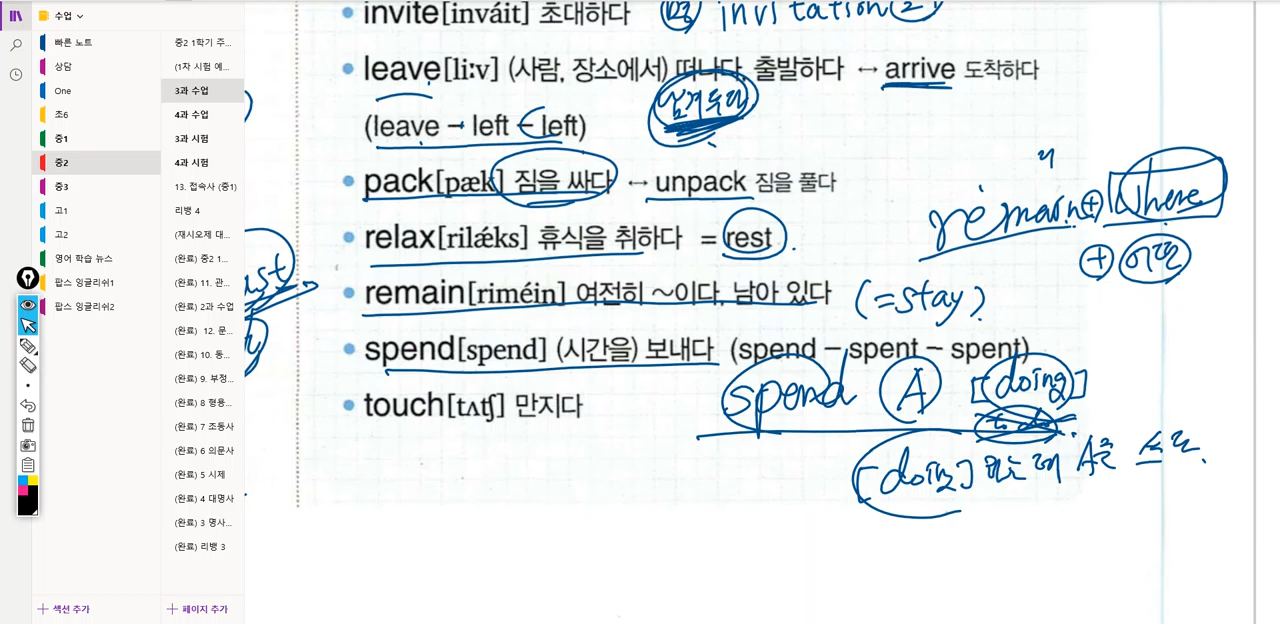 수업
빠른 노트
상담
One
초6
중1
중2
중3
고1
고2
영어 학습 뉴스
팝스 잉글리쉬1
팝스 잉글리쉬2
섹션 추가
중2 1학기 주...
(1차 시험 예...
3과 수업
4과 수업
3과 시험
4과 시험
13. 접속사 (중1)
리뱅 4
(재시오제 대...
(완료) 중2 1...
(완료) 11. 관...
(완료) 2과 수업
(완료) 12. 문...
(완료) 10. 동...
(완료) 9. 부정...
(완료) 8 형용...
(완료) 7 조동사
(완료) 6 의문사
(완료) 5 시제
(완료) 4 대명사
(완료) 3 명사...
(완료) 리뱅 3
페이지 추가
invite[inváit] 초대하다 invitation
leave[liːv] (사람, 장소에서) 떠나다, 출발하다 ↔ arrive 도착하다
남겨두다
(leave – left – left)
pack[pæk] 짐을 싸다 ↔ unpack 짐을 풀다
remain + there
relax[rilǽks] 휴식을 취하다 = rest
+
remain[riméin] 여전히 ~이다, 남아 있다 (=stay)
spend[spend] (시간을) 보내다 (spend – spent – spent)
spend A [doing]
to do
touch[tʌtʃ] 만지다
[doing] 하는데 A를 쓰다.